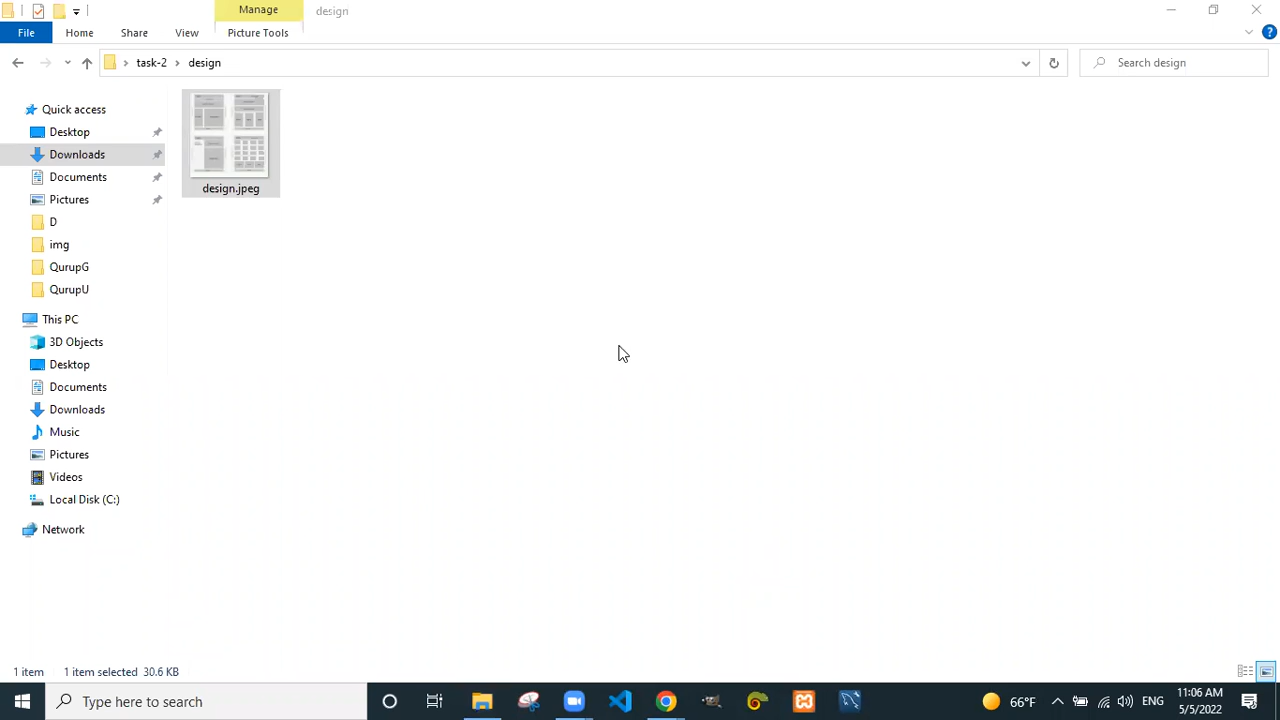 Manage
design
File
Home
Share
View
Picture Tools
task-2
design
Search design
Quick access
Desktop
Downloads
Documents
Pictures
D
img
QurupG
QurupU
This PC
3D Objects
Desktop
Documents
Downloads
Music
Pictures
Videos
Local Disk (C:)
Network
design.jpeg
1 item
1 item selected 30.6 KB
Type here to search
66°F
ENG
11:06 AM
5/5/2022